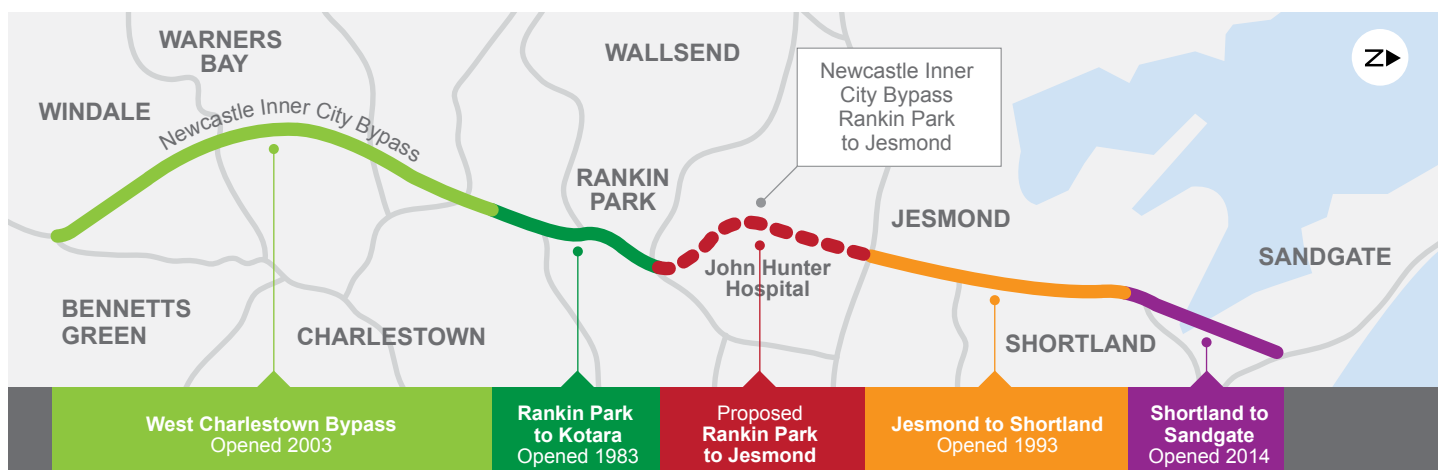 WARNERS
BAY
WALLSEND
Newcastle Inner
City Bypass
Rankin Park
to Jesmond
Z
WINDALE
Newcastle Inner City Bypass
RANKIN
PARK
JESMOND
SANDGATE
John Hunter
Hospital
BENNETTS
GREEN
CHARLESTOWN
SHORTLAND
West Charlestown Bypass
Opened 2003
Rankin Park
to Kotara
Opened 1983
Proposed
Rankin Park
to Jesmond
Jesmond to Shortland
Opened 1993
Shortland to
Sandgate
Opened 2014